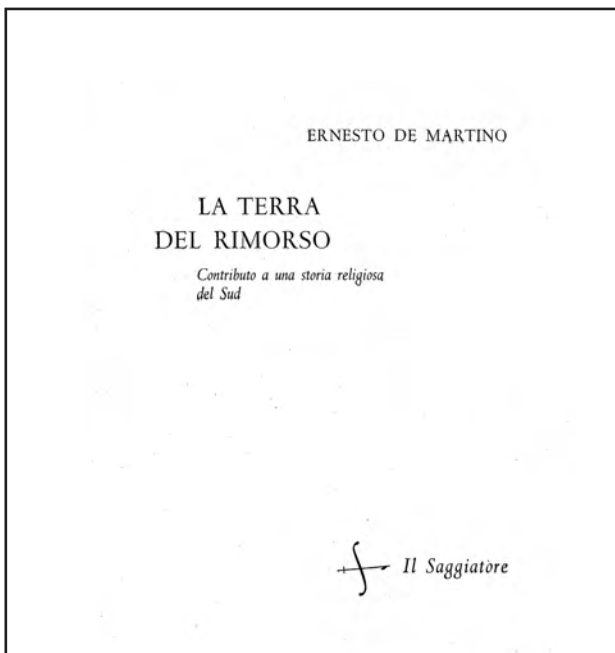 ERNESTO DE MARTINO
LA TERRA
DEL RIMORSO
Contributo a una storia religiosa
del Sud
Il Saggiatore